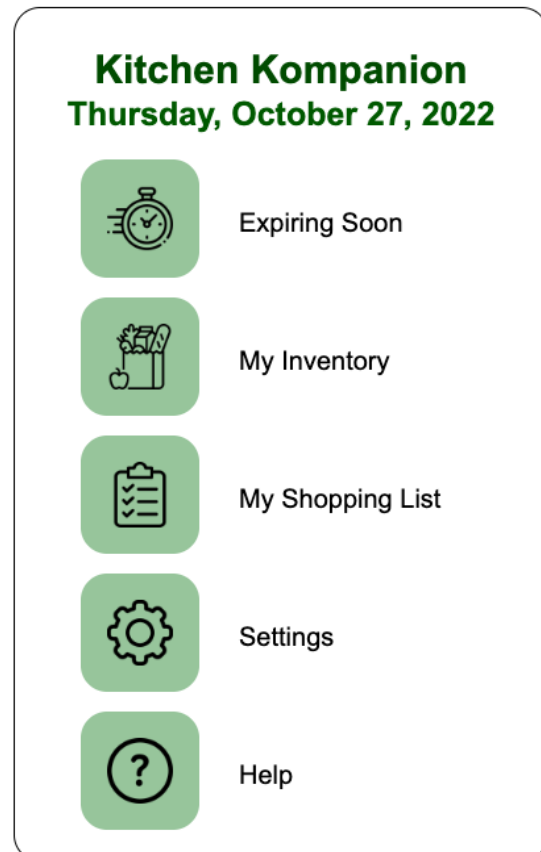 Kitchen Kompanion
Thursday, October 27, 2022
Expiring Soon
My Inventory
My Shopping List
Settings
?
Help